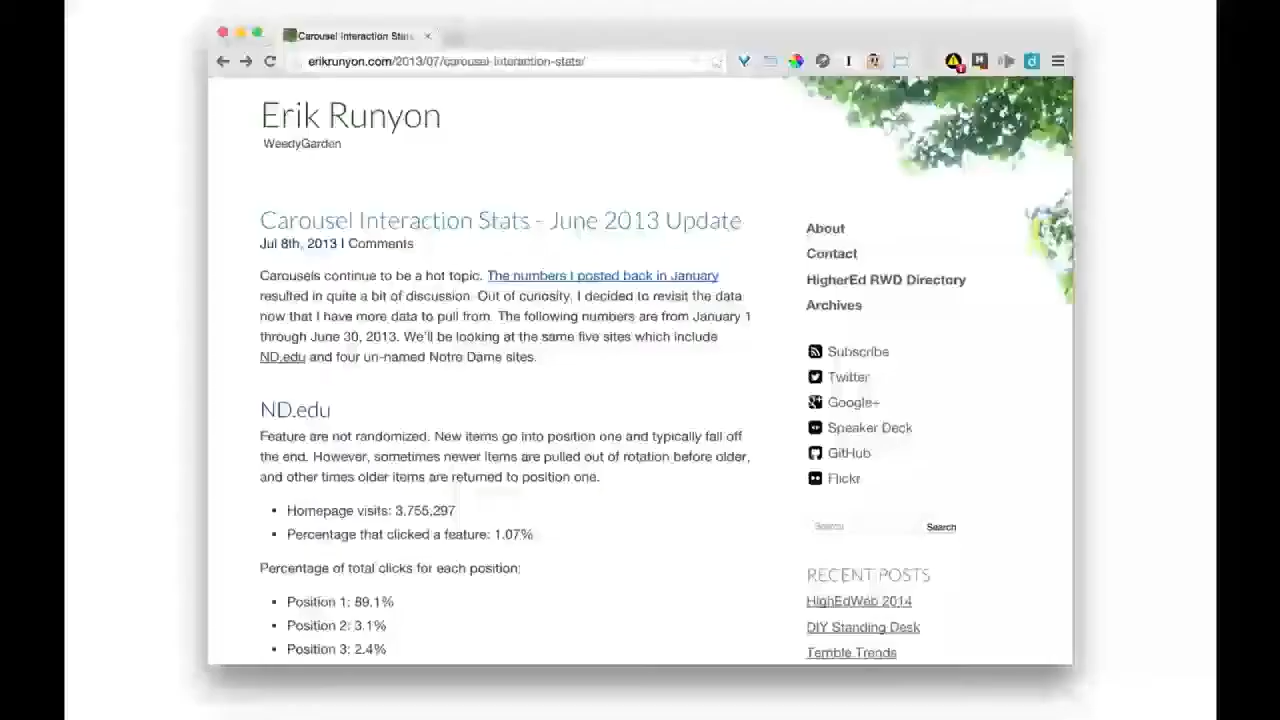 Carousel Interaction Stats
erikrunyon.com/2013/07/carousel-interaction-stats/
Erik Runyon
WeedyGarden
Carousel Interaction Stats - June 2013 Update
Jul 8th, 2013 | Comments
Carousels continue to be a hot topic. The numbers I posted back in January
resulted in quite a bit of discussion. Out of curiosity, I decided to revisit the data
now that I have more data to pull from. The following numbers are from January 1
through June 30, 2013. We'll be looking at the same five sites which include
ND.edu and four un-named Notre Dame sites.
ND.edu
Feature are not randomized. New items go into position one and typically fall off
the end. However, sometimes newer items are pulled out of rotation before older,
and other times older items are returned to position one.
• Homepage visits: 3,755,297
• Percentage that clicked a feature: 1.07%
Percentage of total clicks for each position:
• Position 1: 89.1%
• Position 2: 3.1%
• Position 3: 2.4%
About
Contact
HigherEd RWD Directory
Archives
Subscribe
Twitter
Google+
Speaker Deck
GitHub
Flickr
Search Search
RECENT POSTS
HighEdWeb 2014
DIY Standing Desk
Terrible Trends